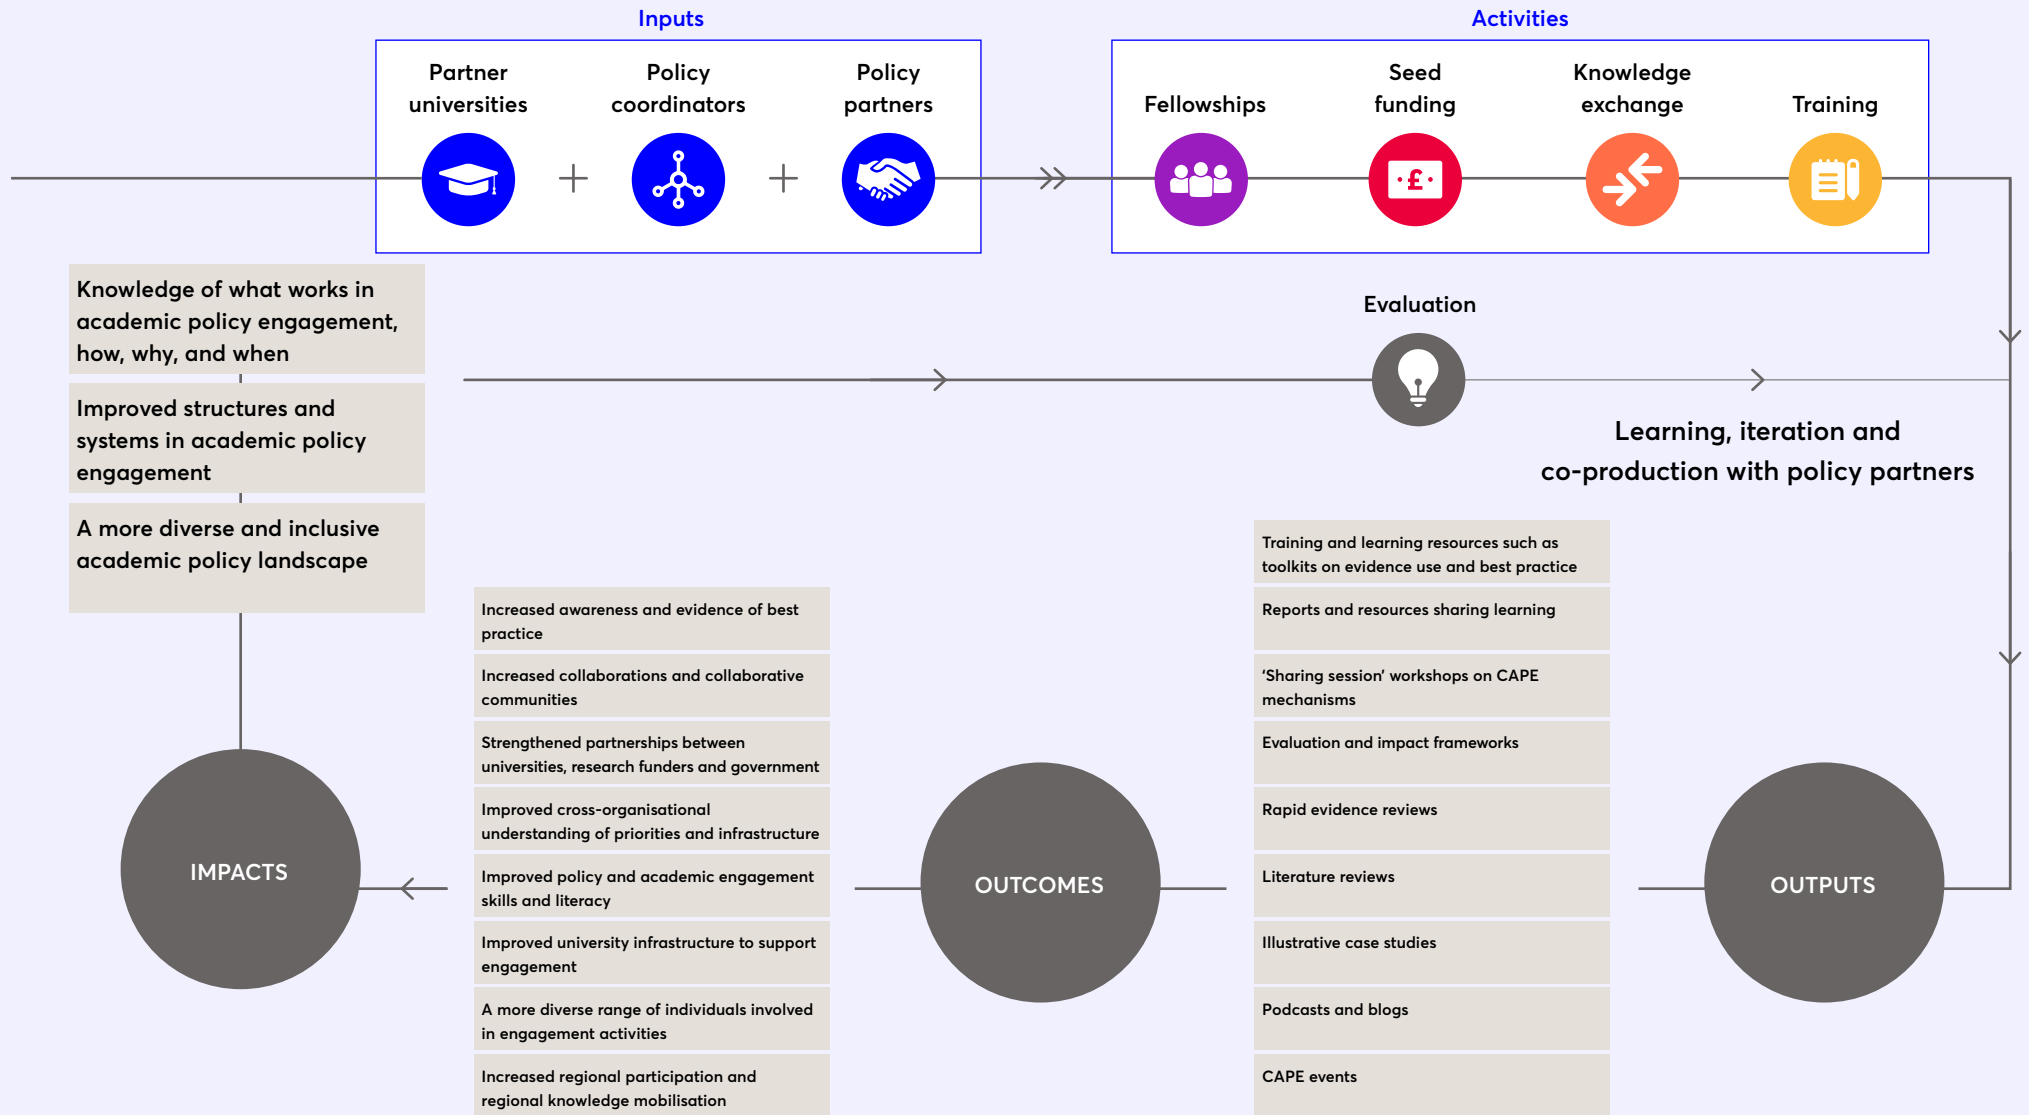 Inputs
Partner
universities
Policy
coordinators
Policy
partners
Activities
Fellowships
Seed
funding
£
Knowledge
exchange
Training
Knowledge of what works in
academic policy engagement,
how, why, and when
Improved structures and
systems in academic policy
engagement
A more diverse and inclusive
academic policy landscape
Evaluation
Learning, iteration and
co-production with policy partners
IMPACTS
Increased awareness and evidence of best
practice
Increased collaborations and collaborative
communities
Strengthened partnerships between
universities, research funders and government
Improved cross-organisational
understanding of priorities and infrastructure
Improved policy and academic engagement
skills and literacy
Improved university infrastructure to support
engagement
A more diverse range of individuals involved
in engagement activities
Increased regional participation and
regional knowledge mobilisation
OUTCOMES
Training and learning resources such as
toolkits on evidence use and best practice
Reports and resources sharing learning
‘Sharing session’ workshops on CAPE
mechanisms
Evaluation and impact frameworks
Rapid evidence reviews
Literature reviews
Illustrative case studies
Podcasts and blogs
CAPE events
OUTPUTS